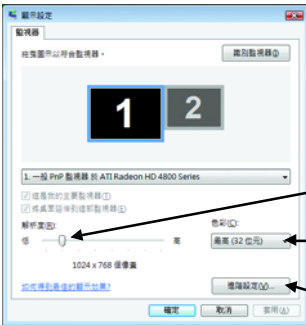 顯示設定
監視器
拖曳圖示以符合監視器。
識別監視器(I)
1
2
1. 一般 PnP 監視器 於 ATI Radeon HD 4800 Series
這是我的主要監視器(T)
將桌面延伸到這部監視器(E)
解析度(R):
色彩(C):
低
高
最高 (32 位元)
1024 x 768 個像素
如何得到最佳的顯示效果?
進階設定(V)...
確定
取消
套用(A)